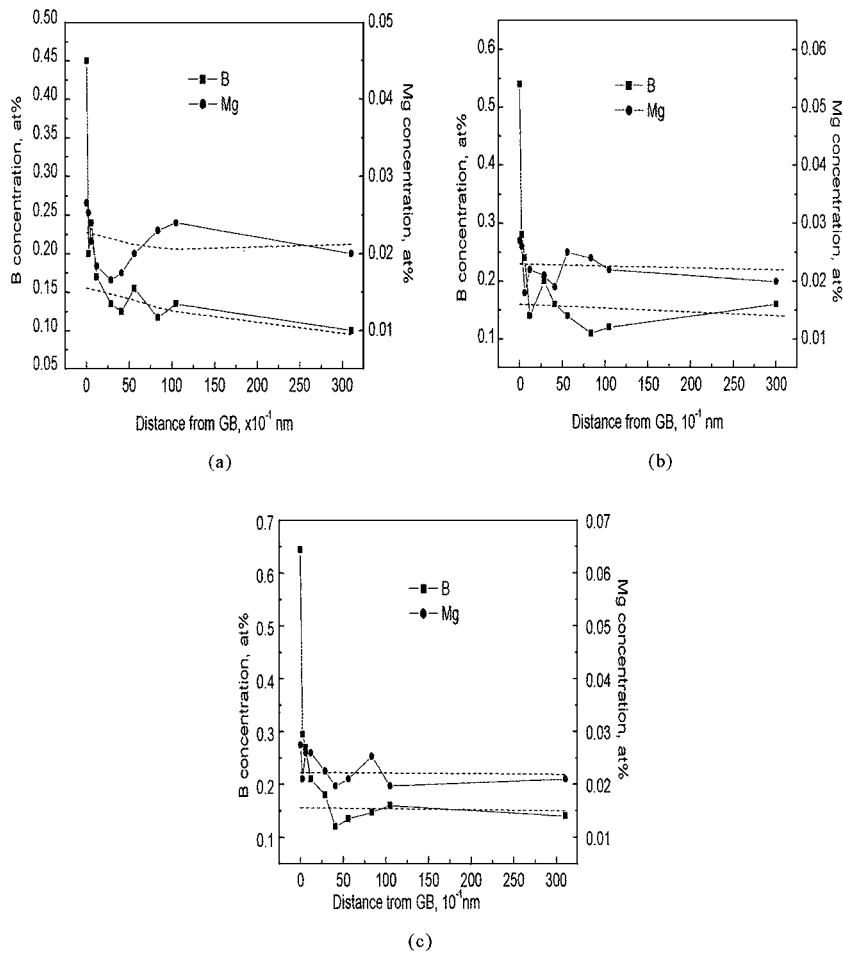 0.50
0.45
0.40
0.35
0.30
0.25
0.20
0.15
0.10
0.05
B concentration, at%
0.05
0.04
0.03
0.02
0.01
Mg concentration, at%
B
Mg
0 50 100 150 200 250 300
Distance from GB, x10⁻¹ nm
(a)
0.6
0.5
0.4
0.3
0.2
0.1
B concentration, at%
0.06
0.05
0.04
0.03
0.02
0.01
Mg concentration, at%
B
Mg
0 50 100 150 200 250 300
Distance from GB, 10⁻¹ nm
(b)
0.7
0.6
0.5
0.4
0.3
0.2
0.1
B concentration, at%
0.07
0.06
0.05
0.04
0.03
0.02
0.01
Mg concentration, at%
B
Mg
0 50 100 150 200 250 300
Distance trom GB, 10⁻¹nm
(c)